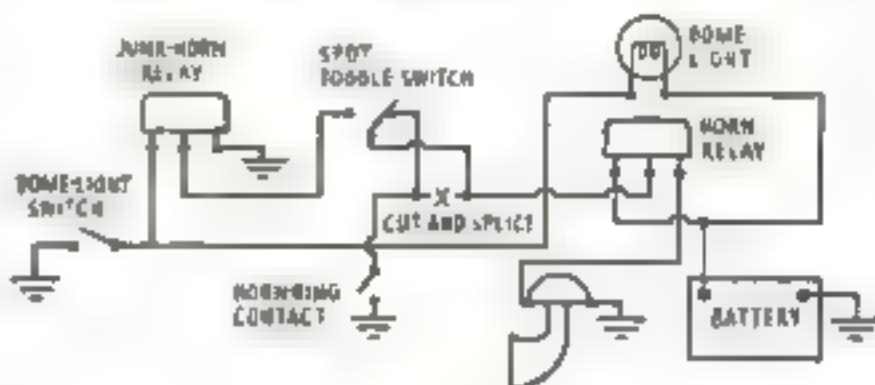 JUNK-HORN
RELAY
SPDT
TOGGLE SWITCH
DOME
LIGHT
HORN
RELAY
DOME-LIGHT
SWITCH
X
CUT AND SPLICE
HORN-RING
CONTACT
BATTERY